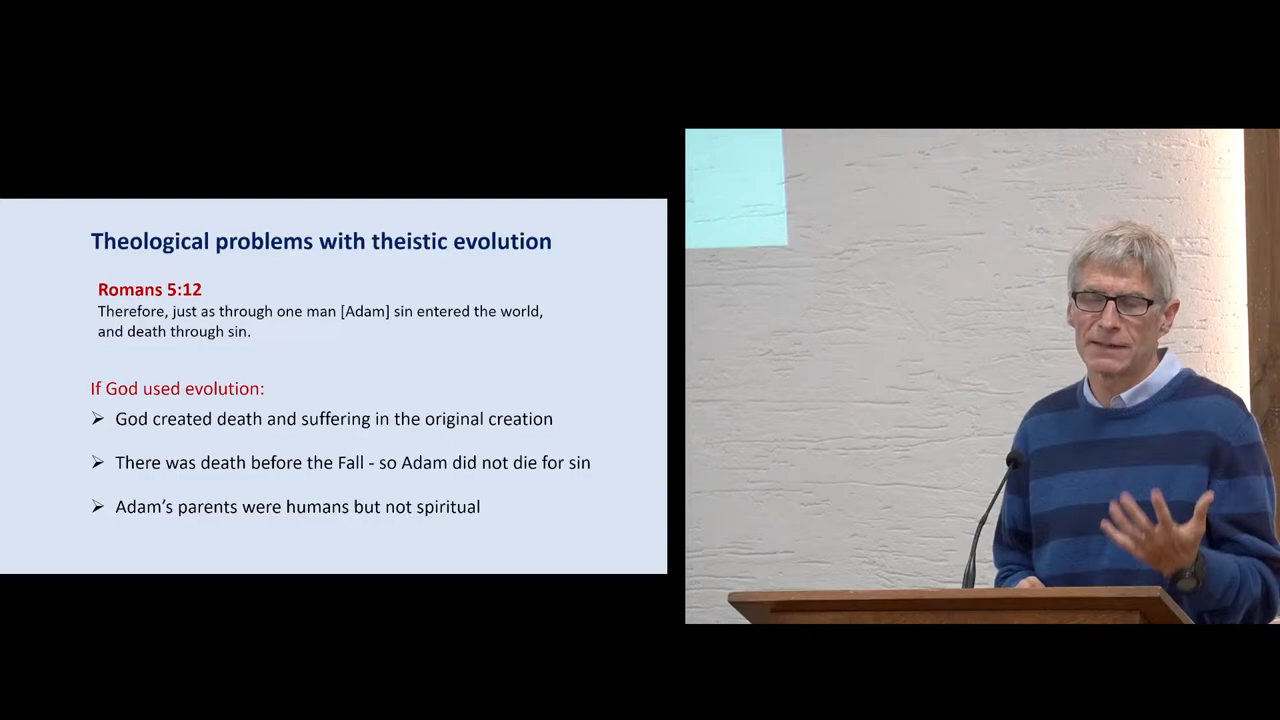 Theological problems with theistic evolution
Romans 5:12
Therefore, just as through one man [Adam] sin entered the world,
and death through sin.
If God used evolution:
➢ God created death and suffering in the original creation
➢ There was death before the Fall - so Adam did not die for sin
➢ Adam’s parents were humans but not spiritual